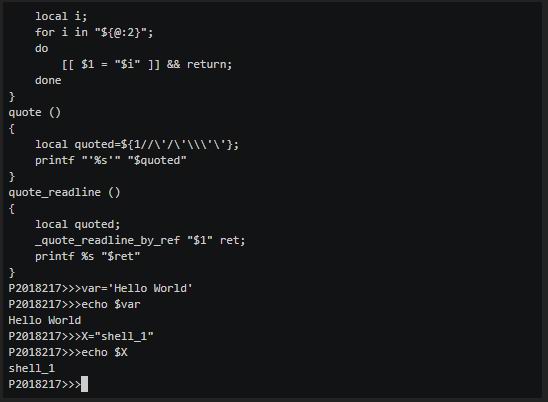 local i;
    for i in "${@:2}";
    do
        [[ $1 = "$i" ]] && return;
    done
}
quote ()
{
    local quoted=${1//\'/\'\\\'\'};
    printf "'%s'" "$quoted"
}
quote_readline ()
{
    local quoted;
    _quote_readline_by_ref "$1" ret;
    printf %s "$ret"
}
P2018217>>>var='Hello World'
P2018217>>>echo $var
Hello World
P2018217>>>X="shell_1"
P2018217>>>echo $X
shell_1
P2018217>>>